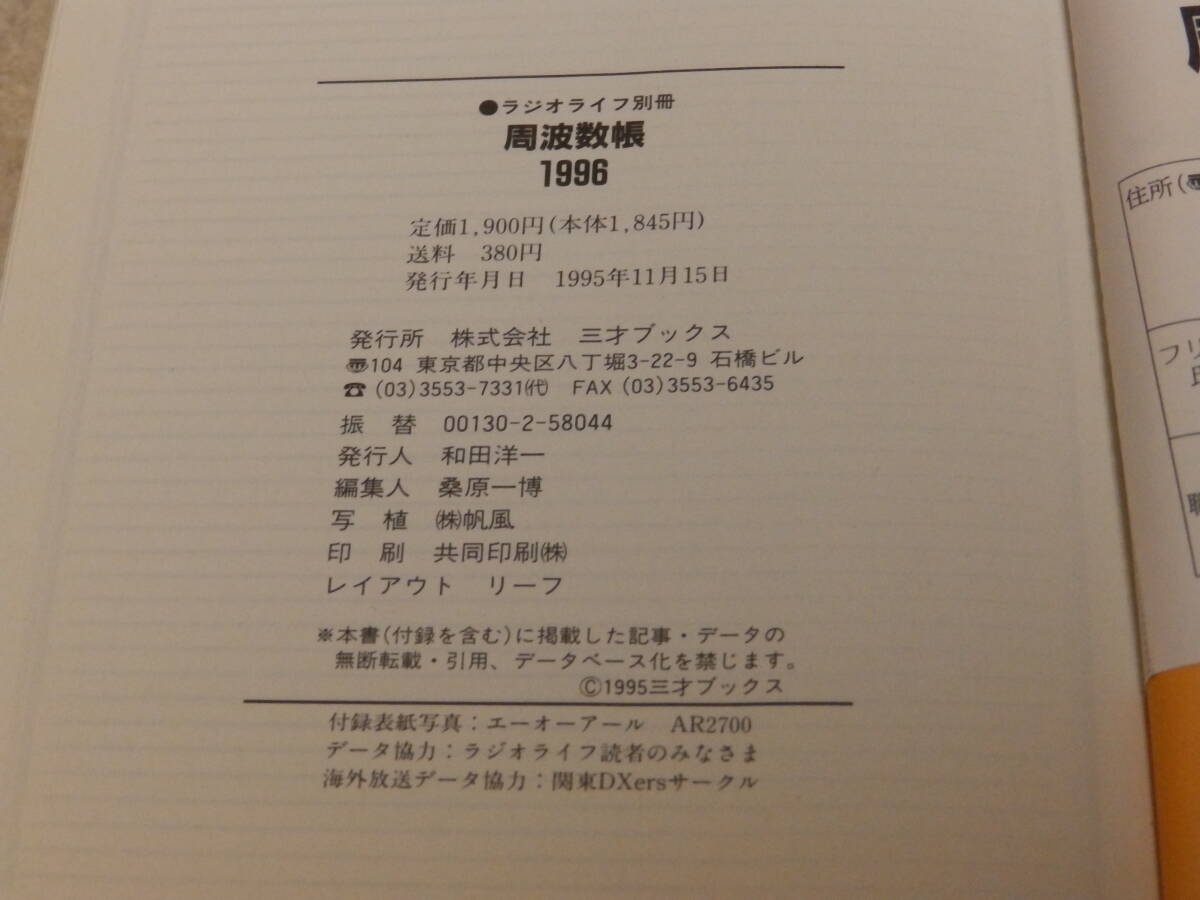 ●ラジオライフ別冊
周波数帳
1996
定価1,900円(本体1,845円)
送料 380円
発行年月日 1995年11月15日
発行所 株式会社 三才ブックス
〠104 東京都中央区八丁堀3-22-9 石橋ビル
☎(03)3553-7331㈹ FAX (03)3553-6435
振 替 00130-2-58044
発行人 和田洋一
編集人 桑原一博
写 植 ㈱帆風
印 刷 共同印刷㈱
レイアウト リーフ
※本書(付録を含む)に掲載した記事・データの
無断転載・引用、データベース化を禁じます。
©1995三才ブックス
付録表紙写真:エーオーアール AR2700
データ協力:ラジオライフ読者のみなさま
海外放送データ協力:関東DXersサークル
住所(〠
フリ